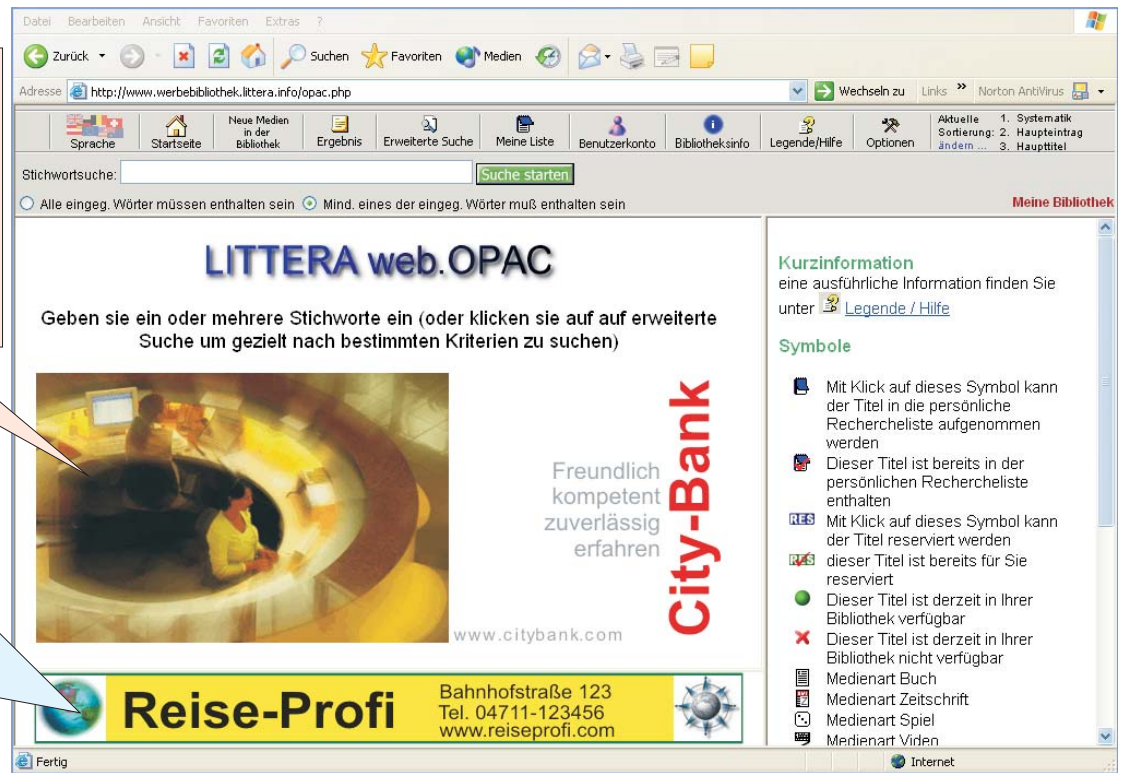 Datei Bearbeiten Ansicht Favoriten Extras ?
Zurück Suchen Favoriten Medien
Adresse http://www.werbebibliothek.littera.info/opac.php Wechseln zu Links » Norton AntiVirus
Sprache
Startseite
Neue Medien
in der
Bibliothek
Ergebnis
Erweiterte Suche
Meine Liste
Benutzerkonto
Bibliotheksinfo
Legende/Hilfe
Optionen
Aktuelle 1. Systematik
Sortierung: 2. Haupteintrag
ändern ... 3. Haupttitel
Stichwortsuche: Suche starten
Alle eingeg. Wörter müssen enthalten sein Mind. eines der eingeg. Wörter muß enthalten sein Meine Bibliothek
LITTERA web.OPAC
Geben sie ein oder mehrere Stichworte ein (oder klicken sie auf auf erweiterte
Suche um gezielt nach bestimmten Kriterien zu suchen)
Freundlich
kompetent
zuverlässig
erfahren
City-Bank
www.citybank.com
Reise-Profi
Bahnhofstraße 123
Tel. 04711-123456
www.reiseprofi.com
Kurzinformation
eine ausführliche Information finden Sie
unter Legende / Hilfe
Symbole
Mit Klick auf dieses Symbol kann
der Titel in die persönliche
Rechercheliste aufgenommen
werden
Dieser Titel ist bereits in der
persönlichen Rechercheliste
enthalten
RES Mit Klick auf dieses Symbol kann
der Titel reserviert werden
RES dieser Titel ist bereits für Sie
reserviert
Dieser Titel ist derzeit in Ihrer
Bibliothek verfügbar
Dieser Titel ist derzeit in Ihrer
Bibliothek nicht verfügbar
Medienart Buch
Medienart Zeitschrift
Medienart Spiel
Medienart Video
Fertig Internet